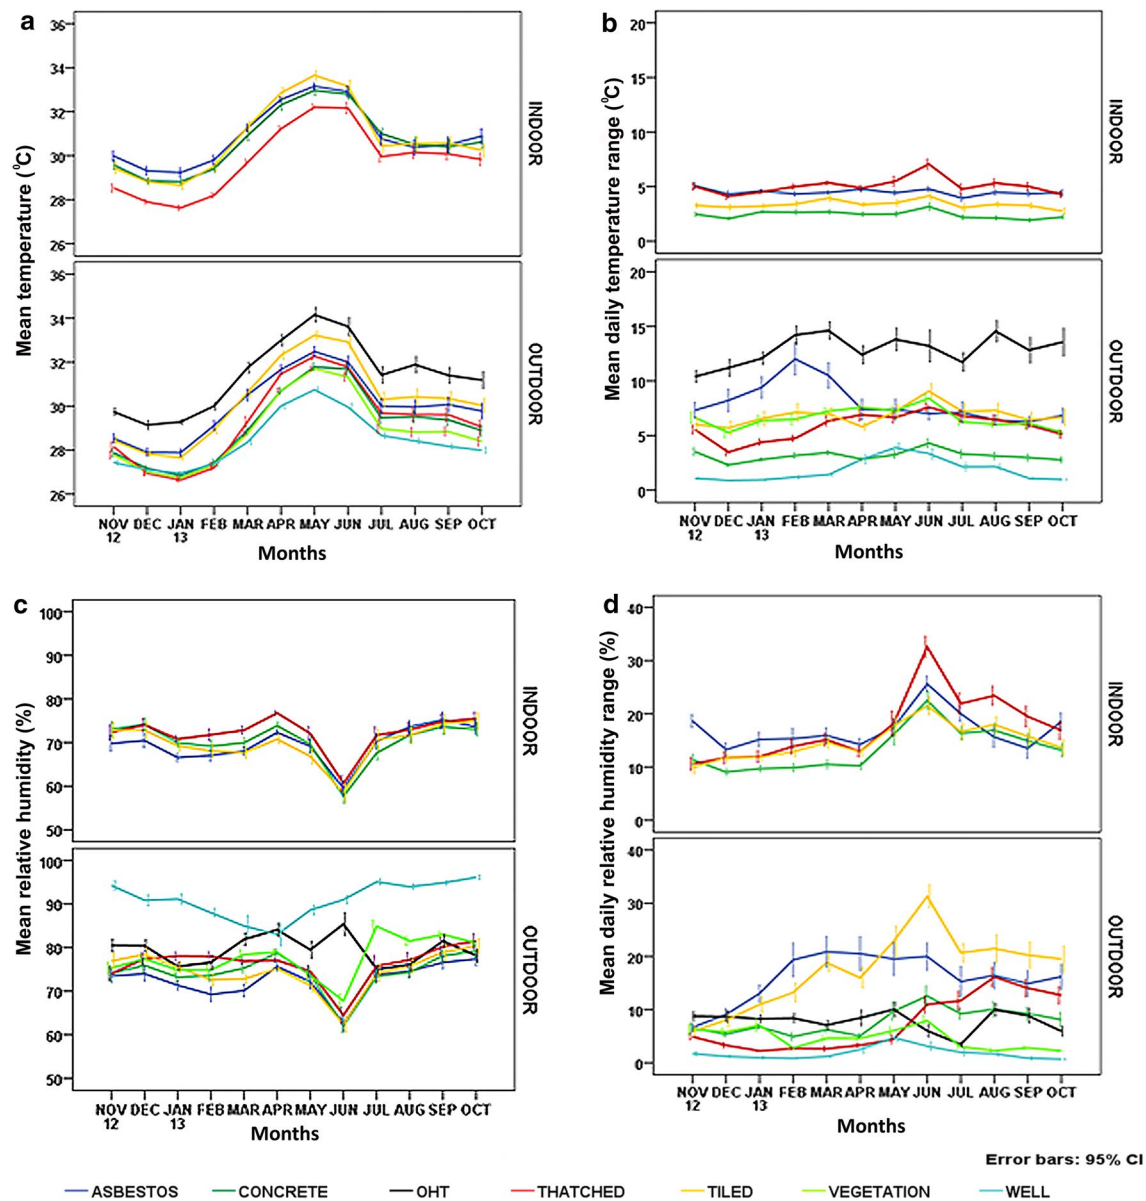 a
36
34
32
30
28
26
INDOOR
36
34
32
30
28
26
OUTDOOR
Mean temperature (⁰C)
NOV DEC JAN FEB MAR APR MAY JUN JUL AUG SEP OCT
12 13
Months
b
20
15
10
5
0
INDOOR
20
15
10
5
0
OUTDOOR
Mean daily temperature range (⁰C)
NOV DEC JAN FEB MAR APR MAY JUN JUL AUG SEP OCT
12 13
Months
c
100
90
80
70
60
50
INDOOR
100
90
80
70
60
50
OUTDOOR
Mean relative humidity (%)
NOV DEC JAN FEB MAR APR MAY JUN JUL AUG SEP OCT
12 13
Months
d
40
30
20
10
0
INDOOR
40
30
20
10
0
OUTDOOR
Mean daily relative humidity range (%)
NOV DEC JAN FEB MAR APR MAY JUN JUL AUG SEP OCT
12 13
Months
Error bars: 95% CI
ASBESTOS CONCRETE OHT THATCHED TILED VEGETATION WELL